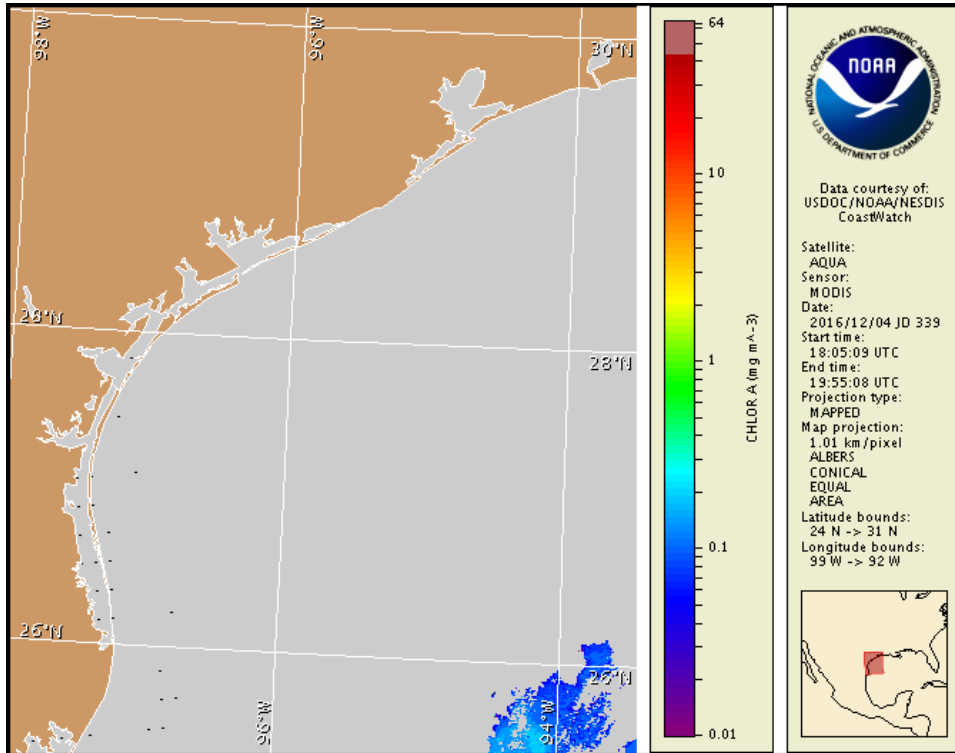 98°W
96°W
30°N
28°N
28°N
26°N
26°N
96°W
94°W
64
10
1
0.1
0.01
CHLOR A (mg m^-3)
NATIONAL OCEANIC AND ATMOSPHERIC ADMINISTRATION
NOAA
U.S. DEPARTMENT OF COMMERCE
Data courtesy of:
USDOC/NOAA/NESDIS
CoastWatch
Satellite:
AQUA
Sensor:
MODIS
Date:
2016/12/04 JD 339
Start time:
18:05:09 UTC
End time:
19:55:08 UTC
Projection type:
MAPPED
Map projection:
1.01 km/pixel
ALBERS
CONICAL
EQUAL
AREA
Latitude bounds:
24 N -> 31 N
Longitude bounds:
99 W -> 92 W